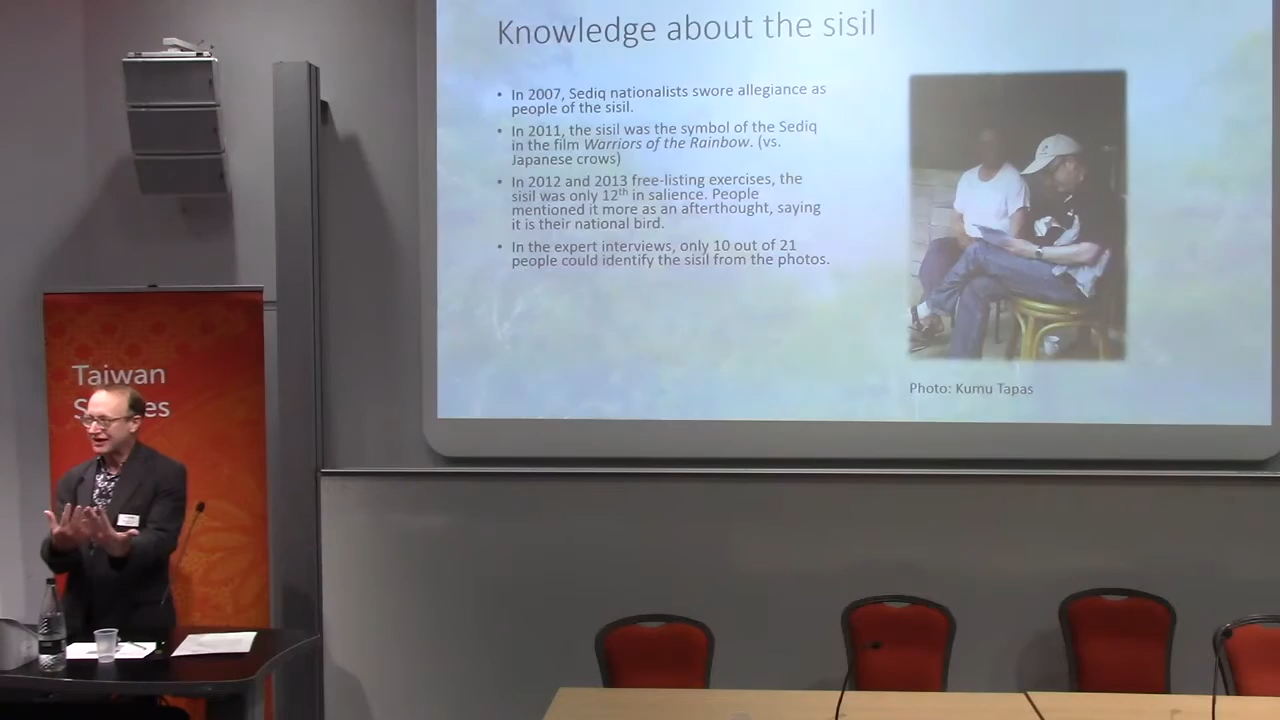 Knowledge about the sisil
• In 2007, Sediq nationalists swore allegiance as
people of the sisil.
• In 2011, the sisil was the symbol of the Sediq
in the film Warriors of the Rainbow. (vs.
Japanese crows)
• In 2012 and 2013 free-listing exercises, the
sisil was only 12th in salience. People
mentioned it more as an afterthought, saying
it is their national bird.
• In the expert interviews, only 10 out of 21
people could identify the sisil from the photos.
Photo: Kumu Tapas
Taiwan